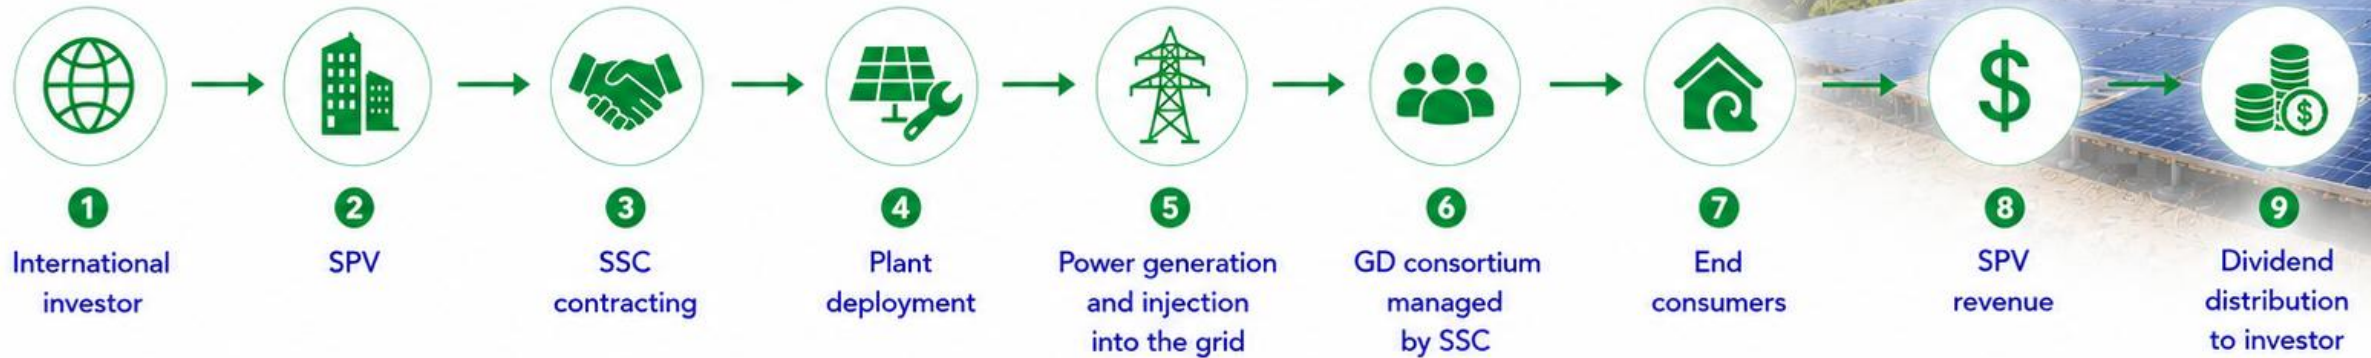 1
International
investor
2
SPV
3
SSC
contracting
4
Plant
deployment
5
Power generation
and injection
into the grid
6
GD consortium
managed
by SSC
7
End
consumers
$
8
SPV
revenue
$
9
Dividend
distribution
to investor